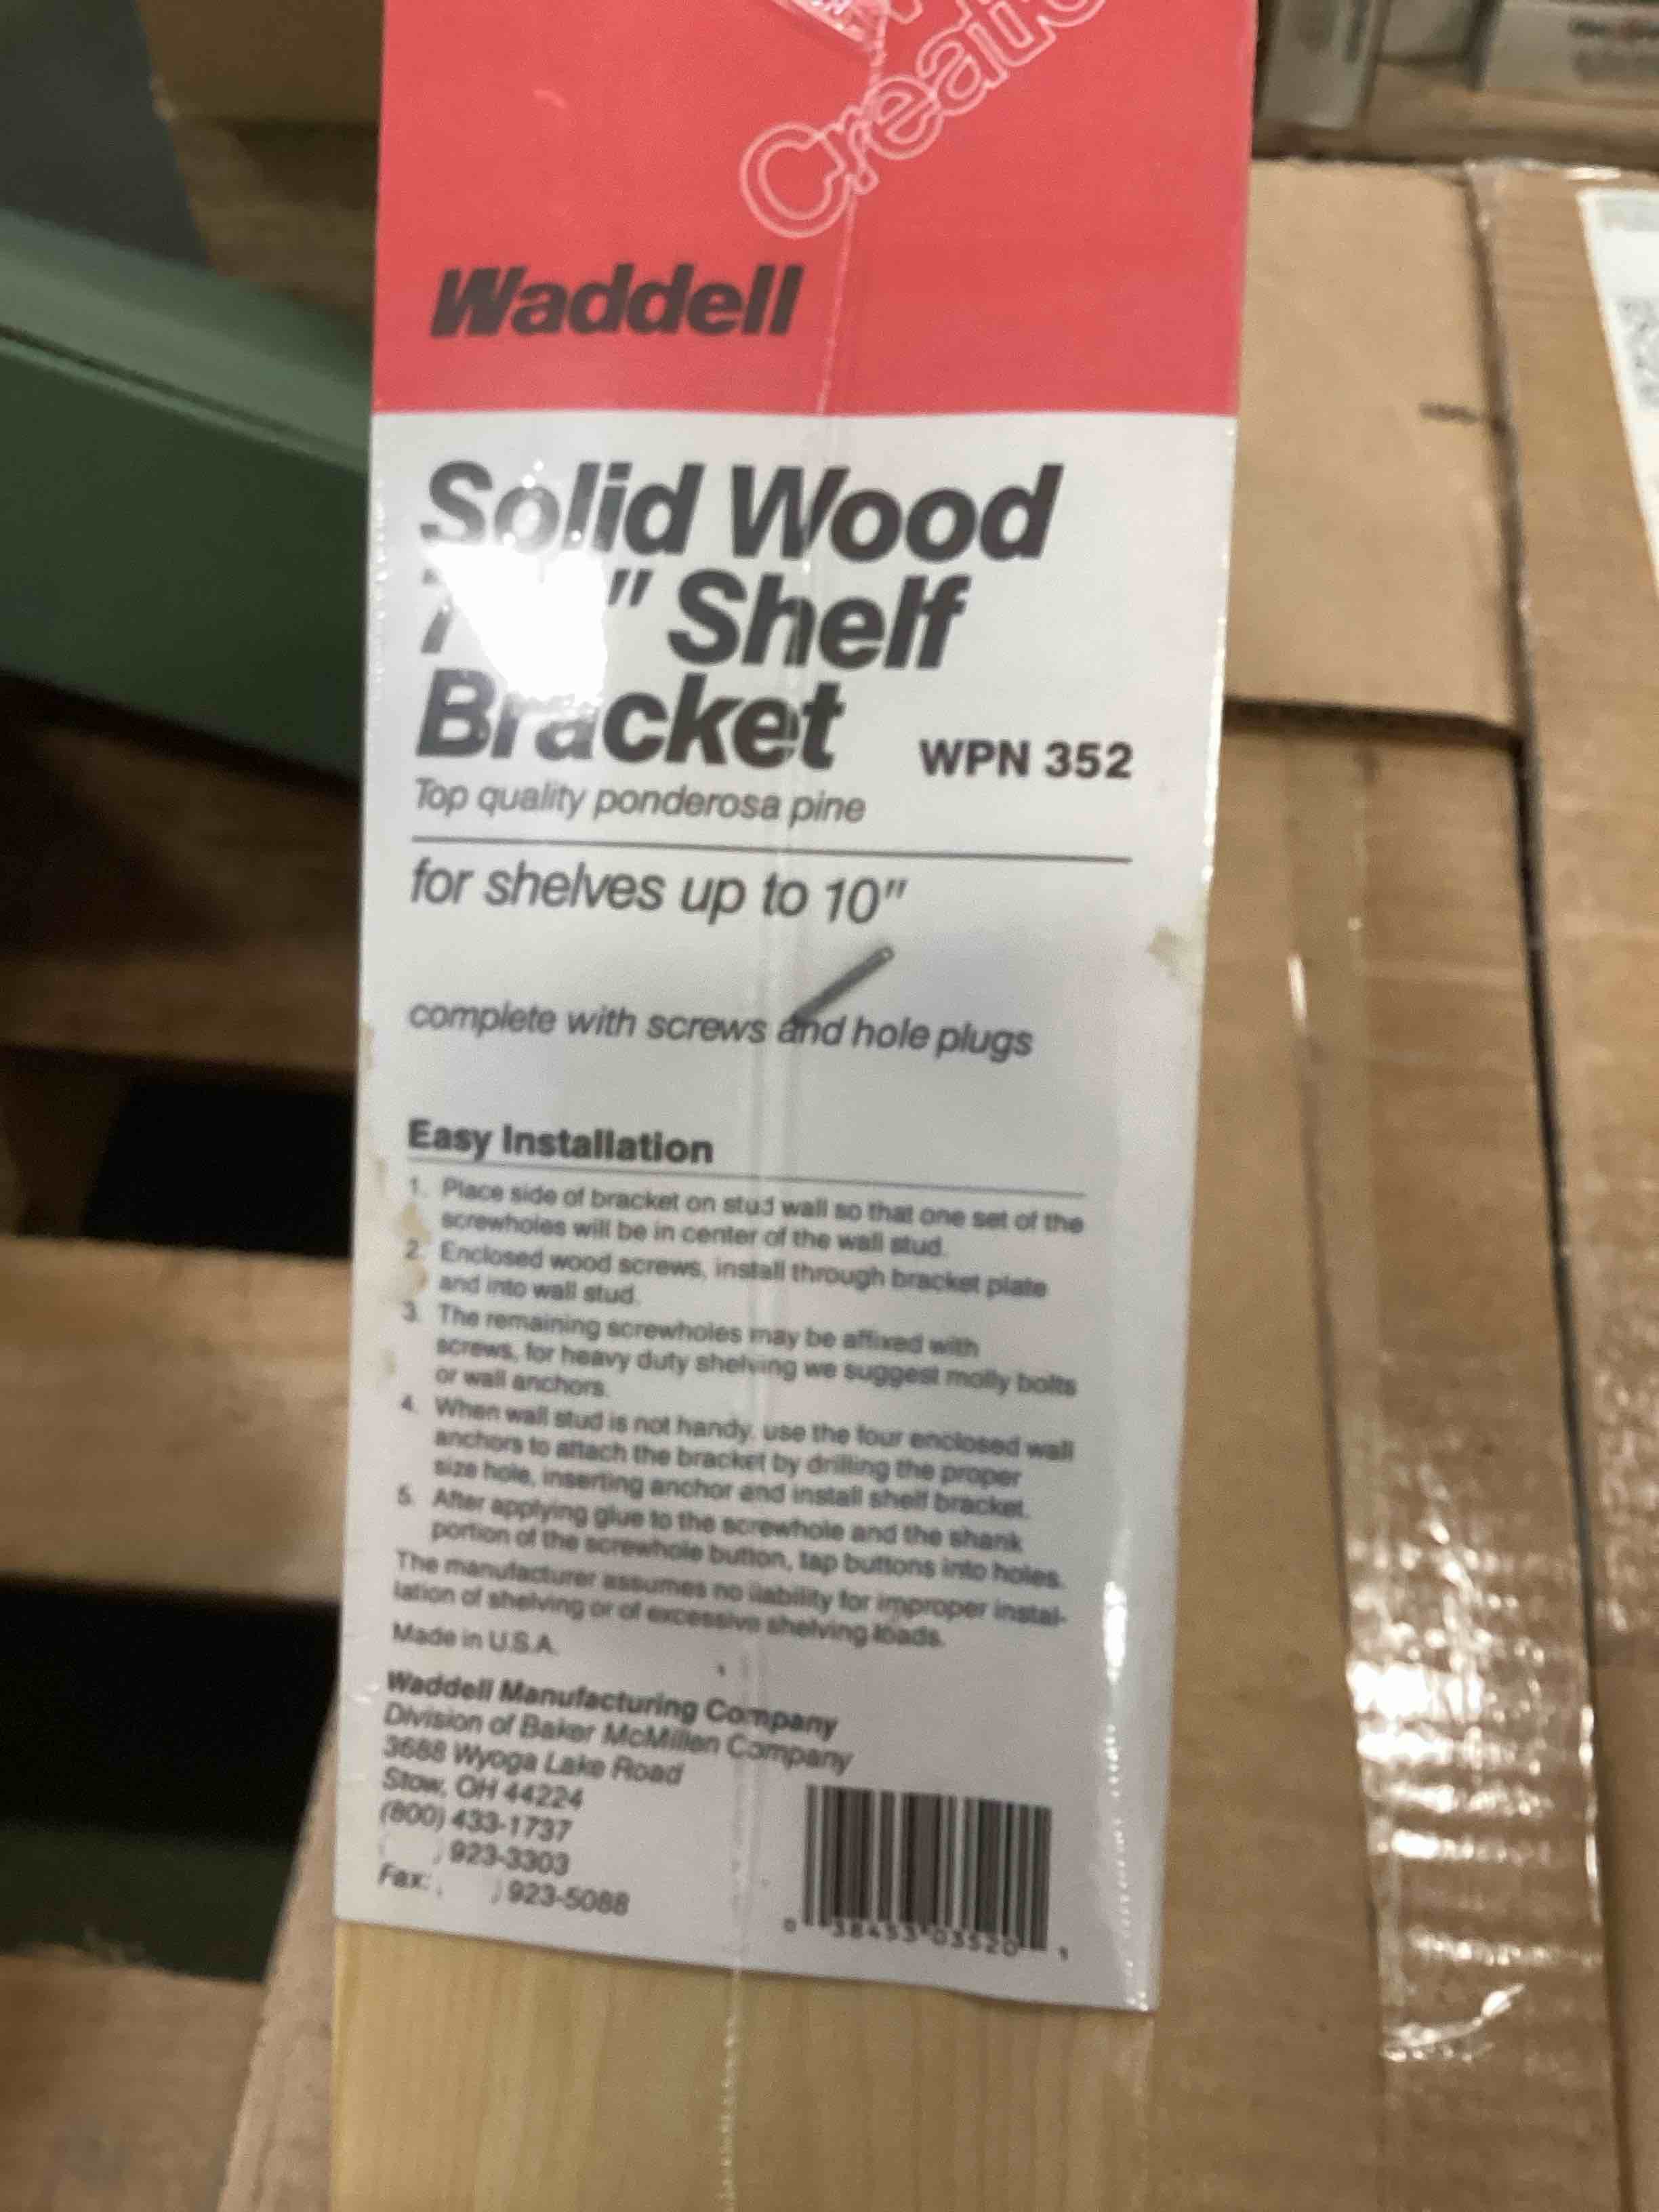 Waddell
Solid Wood
" Shelf
Bracket WPN 352
Top quality ponderosa pine
for shelves up to 10"
complete with screws and hole plugs
Easy Installation
1. Place side of bracket on stud wall so that one set of the
screwholes will be in center of the wall stud.
2. Enclosed wood screws, install through bracket plate
and into wall stud.
3. The remaining screwholes may be affixed with
screws, for heavy duty shelving we suggest molly bolts
or wall anchors.
4. When wall stud is not handy, use the four enclosed wall
anchors to attach the bracket by drilling the proper
size hole, inserting anchor and install shelf bracket.
5. After applying glue to the screwhole and the shank
portion of the screwhole button, tap buttons into holes.
The manufacturer assumes no liability for improper instal-
lation of shelving or of excessive shelving loads.
Made in U.S.A.
Waddell Manufacturing Company
Division of Baker McMillen Company
3688 Wyoga Lake Road
Stow, OH 44224
(800) 433-1737
) 923-3303
Fax: ) 923-5088
0 38453 03520 1